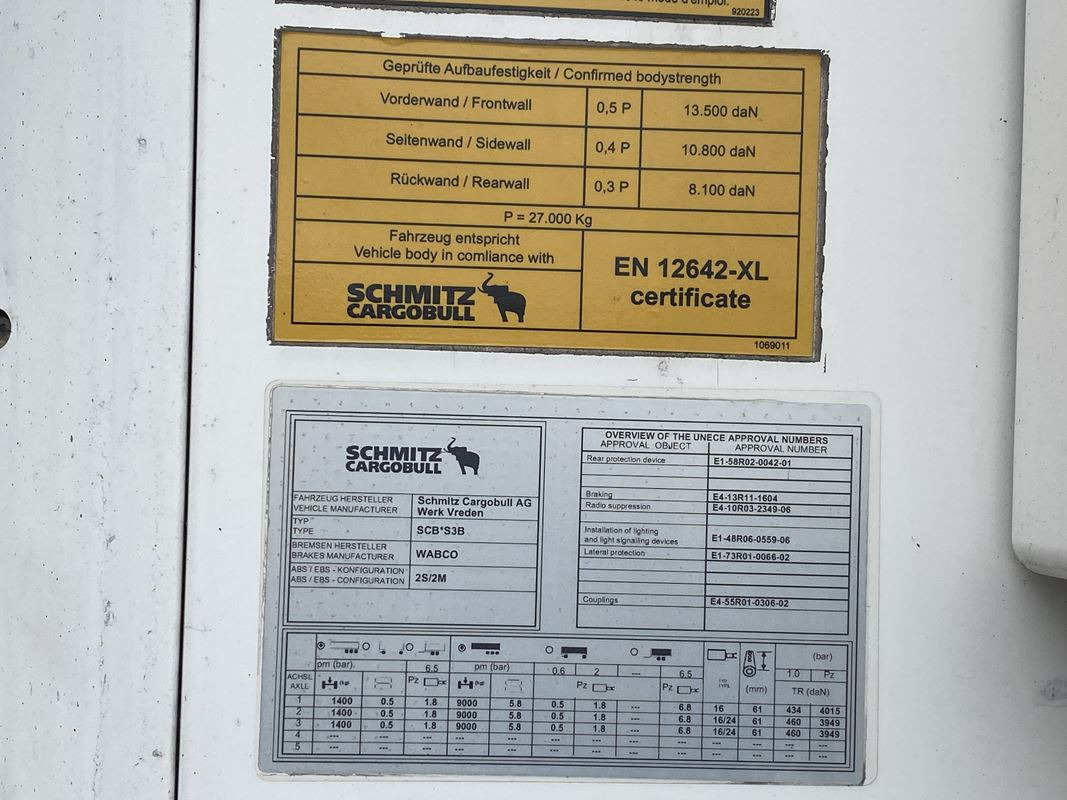 920223
Geprüfte Aufbaufestigkeit / Confirmed bodystrength
Vorderwand / Frontwall 0,5 P 13.500 daN
Seitenwand / Sidewall 0,4 P 10.800 daN
Rückwand / Rearwall 0,3 P 8.100 daN
P = 27.000 Kg
Fahrzeug entspricht
Vehicle body in comliance with
EN 12642-XL
certificate
SCHMITZ
CARGOBULL
1069011
SCHMITZ
CARGOBULL
FAHRZEUG HERSTELLER
VEHICLE MANUFACTURER
Schmitz Cargobull AG
Werk Vreden
TYP
TYPE
SCB*S3B
BREMSEN HERSTELLER
BRAKES MANUFACTURER
WABCO
ABS / EBS - KONFIGURATION
ABS / EBS - CONFIGURATION
2S/2M
OVERVIEW OF THE UNECE APPROVAL NUMBERS
APPROVAL OBJECT APPROVAL NUMBER
Rear protection device E1-58R02-0042-01
Braking E4-13R11-1604
Radio suppression E4-10R03-2349-06
Installation of lighting
and light signalling devices E1-48R06-0559-06
Lateral protection E1-73R01-0066-02
Couplings E4-55R01-0306-02
pm (bar) 6.5 pm (bar) 0.6 2 --- 6.5 (bar)
1.0 Pz
ACHSE
AXLE
Pz Pz Pz (mm) TR (daN)
1 1400 0.5 1.8 9000 5.8 0.5 1.8 --- 6.8 16 61 434 4015
2 1400 0.5 1.8 9000 5.8 0.5 1.8 --- 6.8 16/24 61 460 3949
3 1400 0.5 1.8 9000 5.8 0.5 1.8 --- 6.8 16/24 61 460 3949
4 --- --- --- --- --- --- --- --- --- --- --- --- ---
5 --- --- --- --- --- --- --- --- --- --- --- --- ---